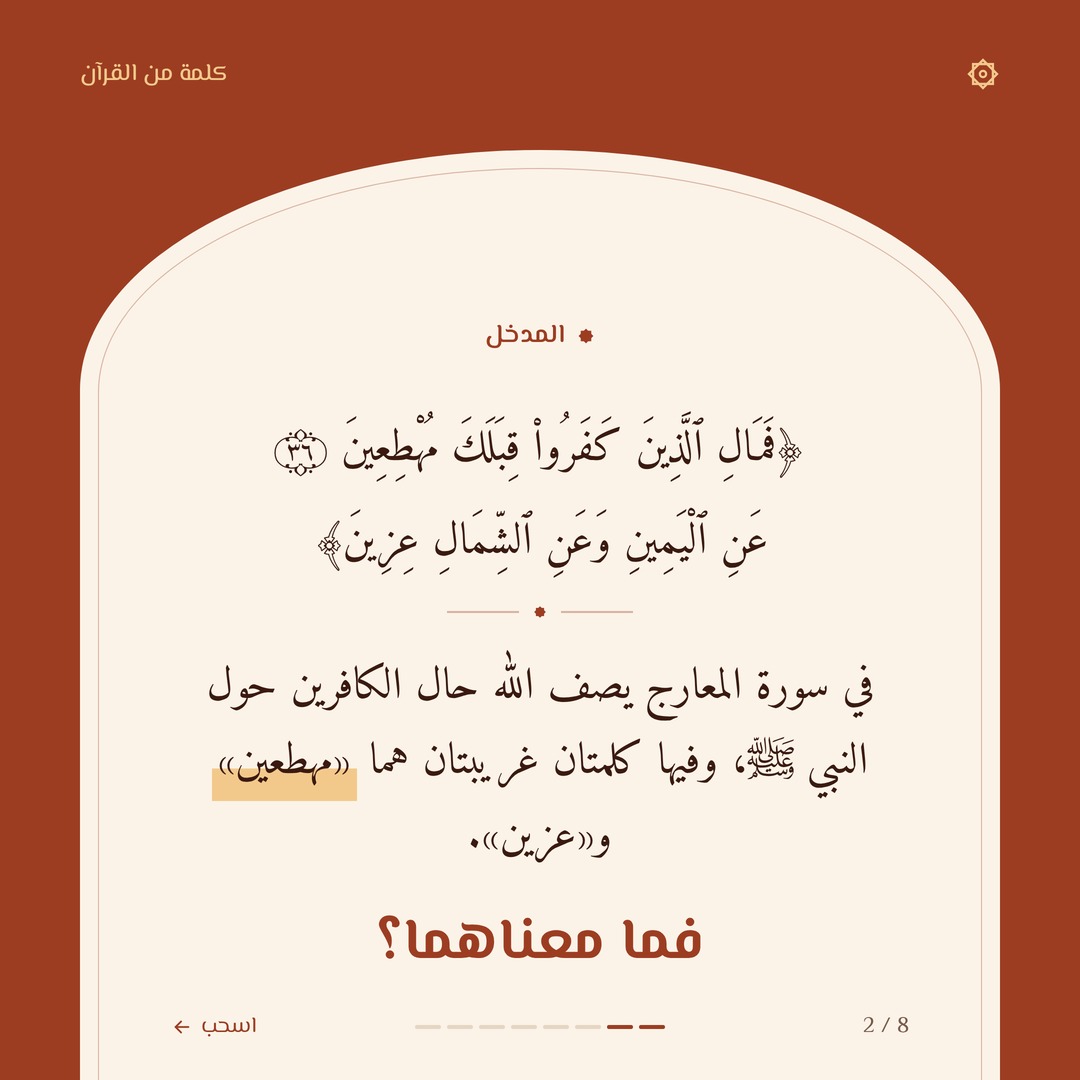 كلمة من القرآن
المدخل
﴿فَمَالِ ٱلَّذِينَ كَفَرُوا۟ قِبَلَكَ مُهْطِعِينَ ٣٦
عَنِ ٱلْيَمِينِ وَعَنِ ٱلشِّمَالِ عِزِينَ﴾
في سورة المعارج يصف الله حال الكافرين حول
النبي ﷺ، وفيها كلمتان غريبتان هما «مهطعين»
و«عزين».
فما معناهما؟
2 / 8
اسحب ←